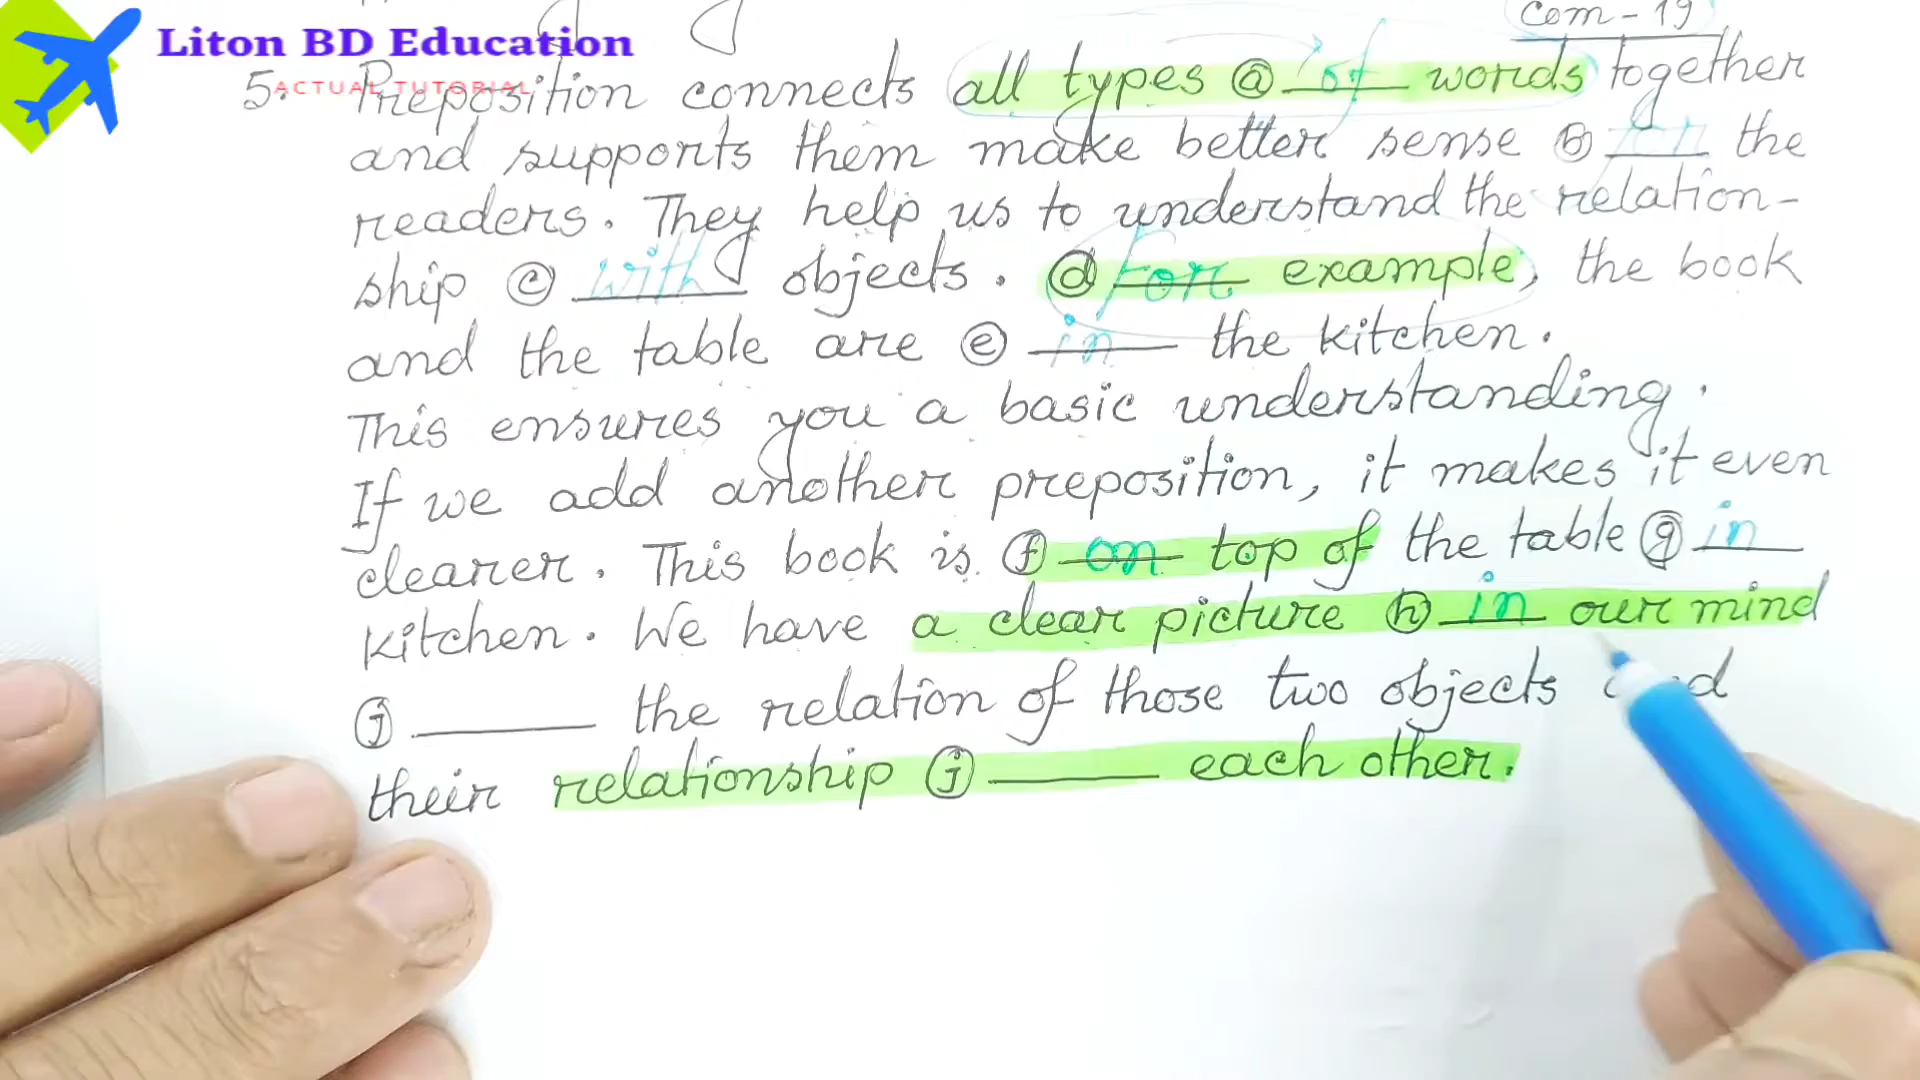 Com - 19
Liton BD Education
ACTUAL TUTORIAL
5. Preposition connects all types ⓐ of words together
and supports them make better sense ⓑ for the
readers. They help us to understand the relation-
ship ⓒ with objects. ⓓ For example, the book
and the table are ⓔ in the kitchen.
This ensures you a basic understanding.
If we add another preposition, it makes it even
clearer. This book is ⓕ on top of the table ⓖ in
kitchen. We have a clear picture ⓗ in our mind
ⓙ ____ the relation of those two objects and
their relationship ⓙ ____ each other.